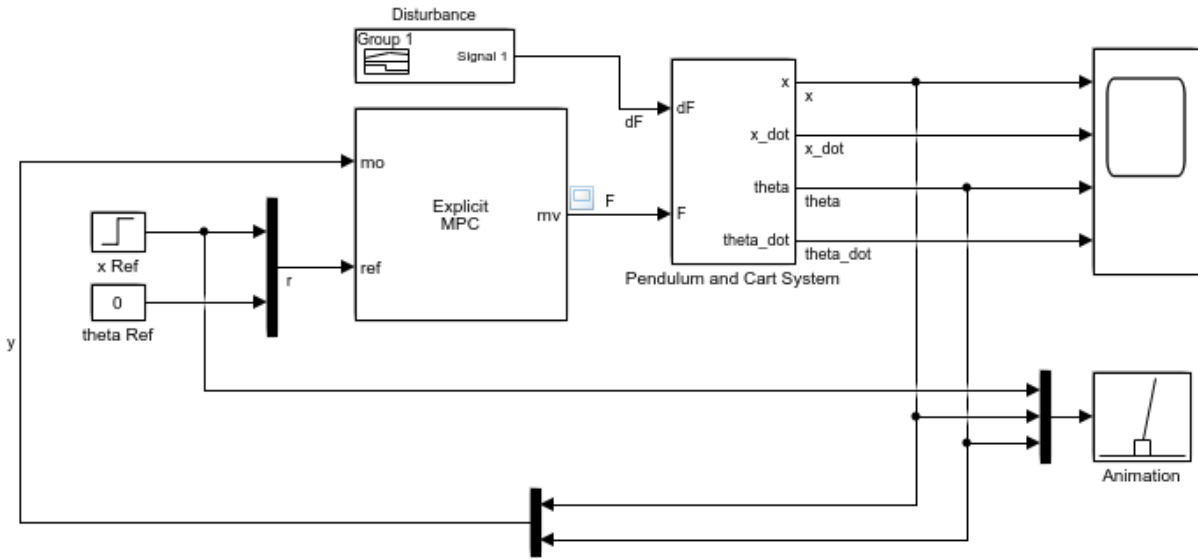 Disturbance
Group 1
Signal 1
dF
dF
x
x
x_dot
x_dot
theta
theta
theta_dot
theta_dot
F
Pendulum and Cart System
mo
Explicit
MPC
mv
F
ref
x Ref
r
0
theta Ref
y
Animation